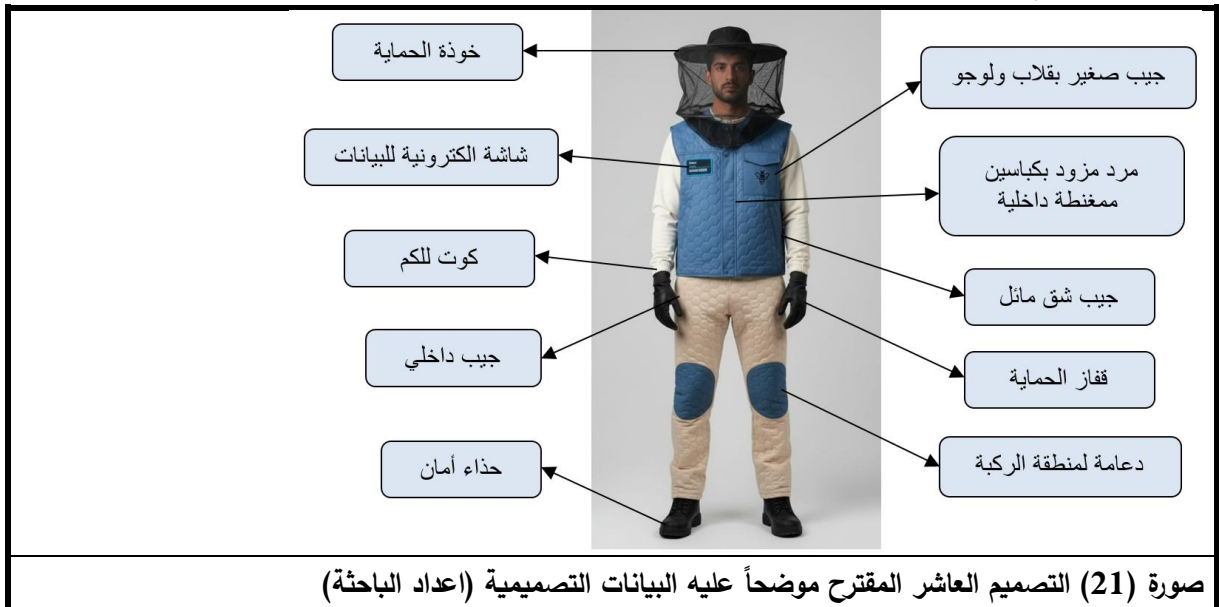 خوذة الحماية
جيب صغير بقلاب ولوجو
شاشة الكترونية للبيانات
مرد مزود بكباسين
ممغنطة داخلية
كوت للكم
جيب شق مائل
جيب داخلي
قفاز الحماية
حذاء أمان
دعامة لمنطقة الركبة
صورة (21) التصميم العاشر المقترح موضحاً عليه البيانات التصميمية (اعداد الباحثة)